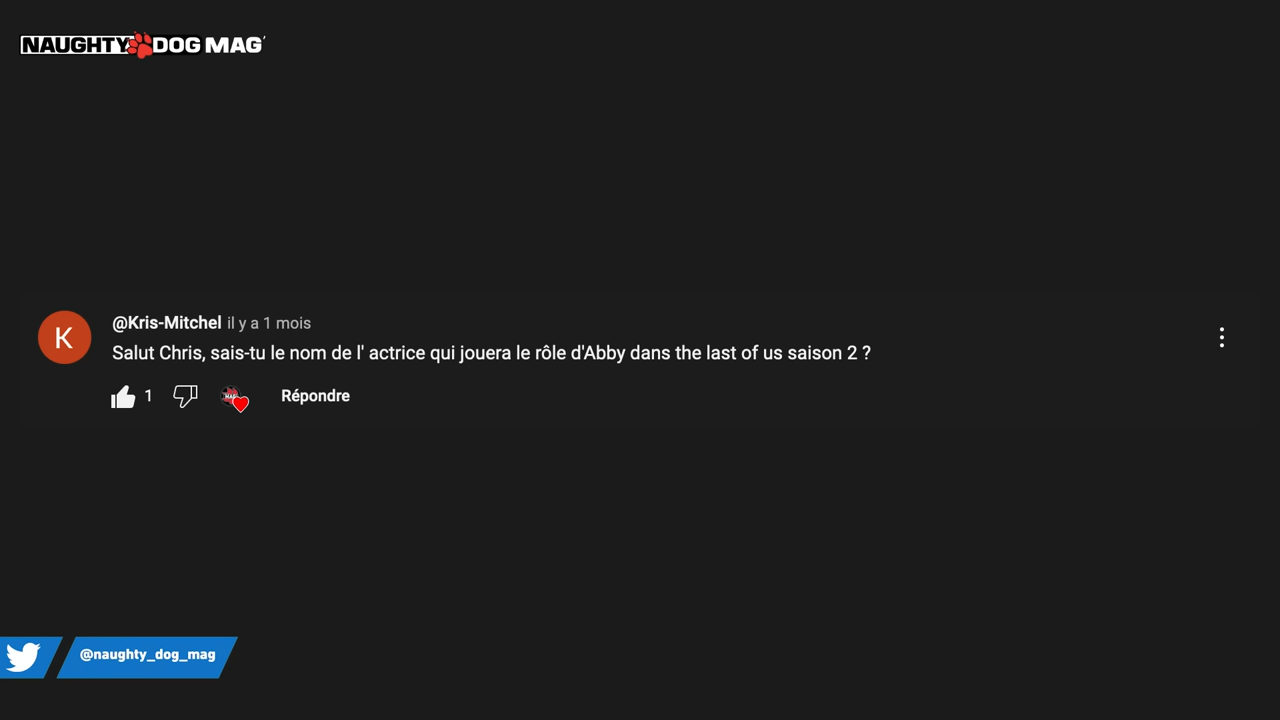 NAUGHTY DOG MAG'
K
@Kris-Mitchel il y a 1 mois
Salut Chris, sais-tu le nom de l' actrice qui jouera le rôle d'Abby dans the last of us saison 2 ?
1
MAG
Répondre
@naughty_dog_mag